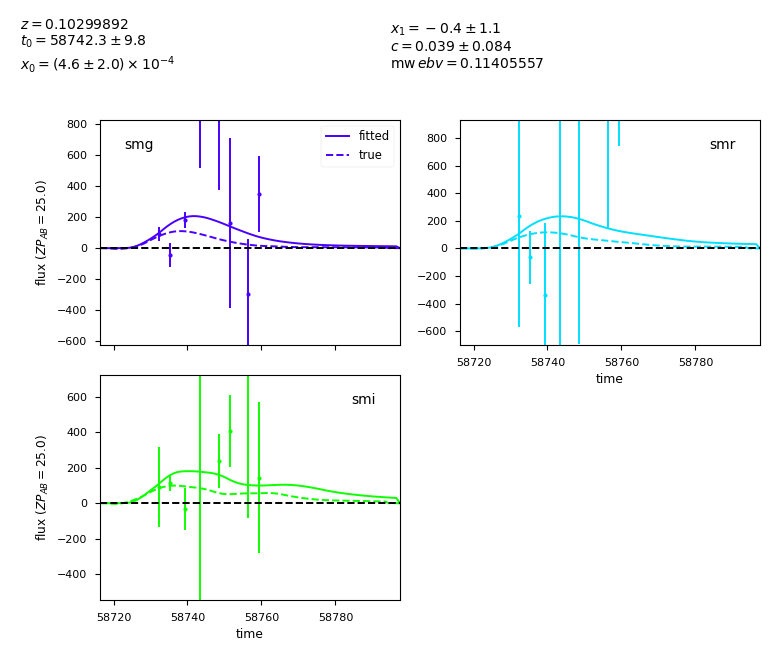 z = 0.10299892
t₀ = 58742.3 ± 9.8
x₀ = (4.6 ± 2.0) × 10⁻⁴
x₁ = −0.4 ± 1.1
c = 0.039 ± 0.084
mw ebv = 0.11405557
smg
fitted
true
800
600
400
200
0
−200
−400
−600
flux (ZP_AB = 25.0)
smr
800
600
400
200
0
−200
−400
−600
58720 58740 58760 58780
time
smi
600
400
200
0
−200
−400
flux (ZP_AB = 25.0)
58720 58740 58760 58780
time